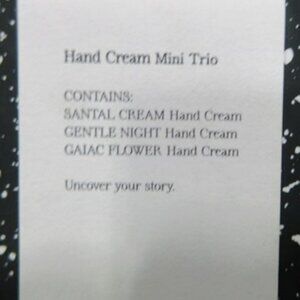 Hand Cream Mini Trio
CONTAINS:
SANTAL CREAM Hand Cream
GENTLE NIGHT Hand Cream
GAIAC FLOWER Hand Cream
Uncover your story.